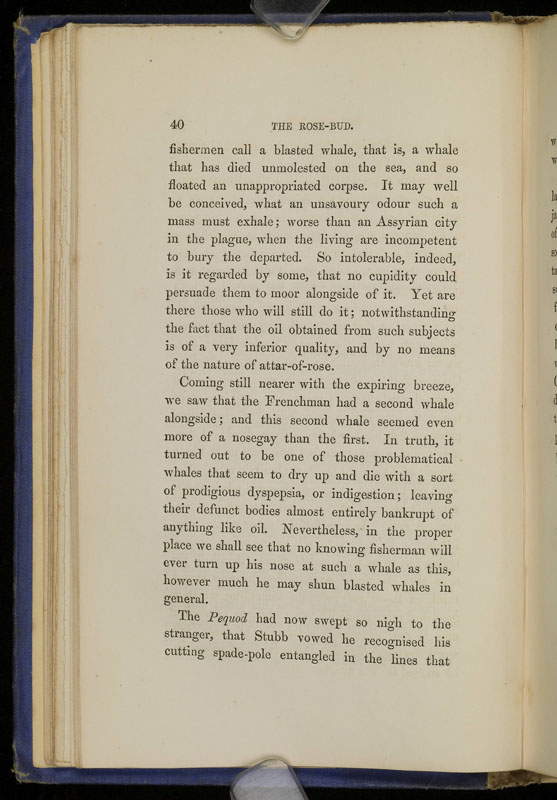 40 THE ROSE-BUD.
fishermen call a blasted whale, that is, a whale
that has died unmolested on the sea, and so
floated an unappropriated corpse. It may well
be conceived, what an unsavoury odour such a
mass must exhale; worse than an Assyrian city
in the plague, when the living are incompetent
to bury the departed. So intolerable, indeed,
is it regarded by some, that no cupidity could
persuade them to moor alongside of it. Yet are
there those who will still do it; notwithstanding
the fact that the oil obtained from such subjects
is of a very inferior quality, and by no means
of the nature of attar-of-rose.
Coming still nearer with the expiring breeze,
we saw that the Frenchman had a second whale
alongside; and this second whale seemed even
more of a nosegay than the first. In truth, it
turned out to be one of those problematical
whales that seem to dry up and die with a sort
of prodigious dyspepsia, or indigestion; leaving
their defunct bodies almost entirely bankrupt of
anything like oil. Nevertheless, in the proper
place we shall see that no knowing fisherman will
ever turn up his nose at such a whale as this,
however much he may shun blasted whales in
general.
The Pequod had now swept so nigh to the
stranger, that Stubb vowed he recognised his
cutting spade-pole entangled in the lines that